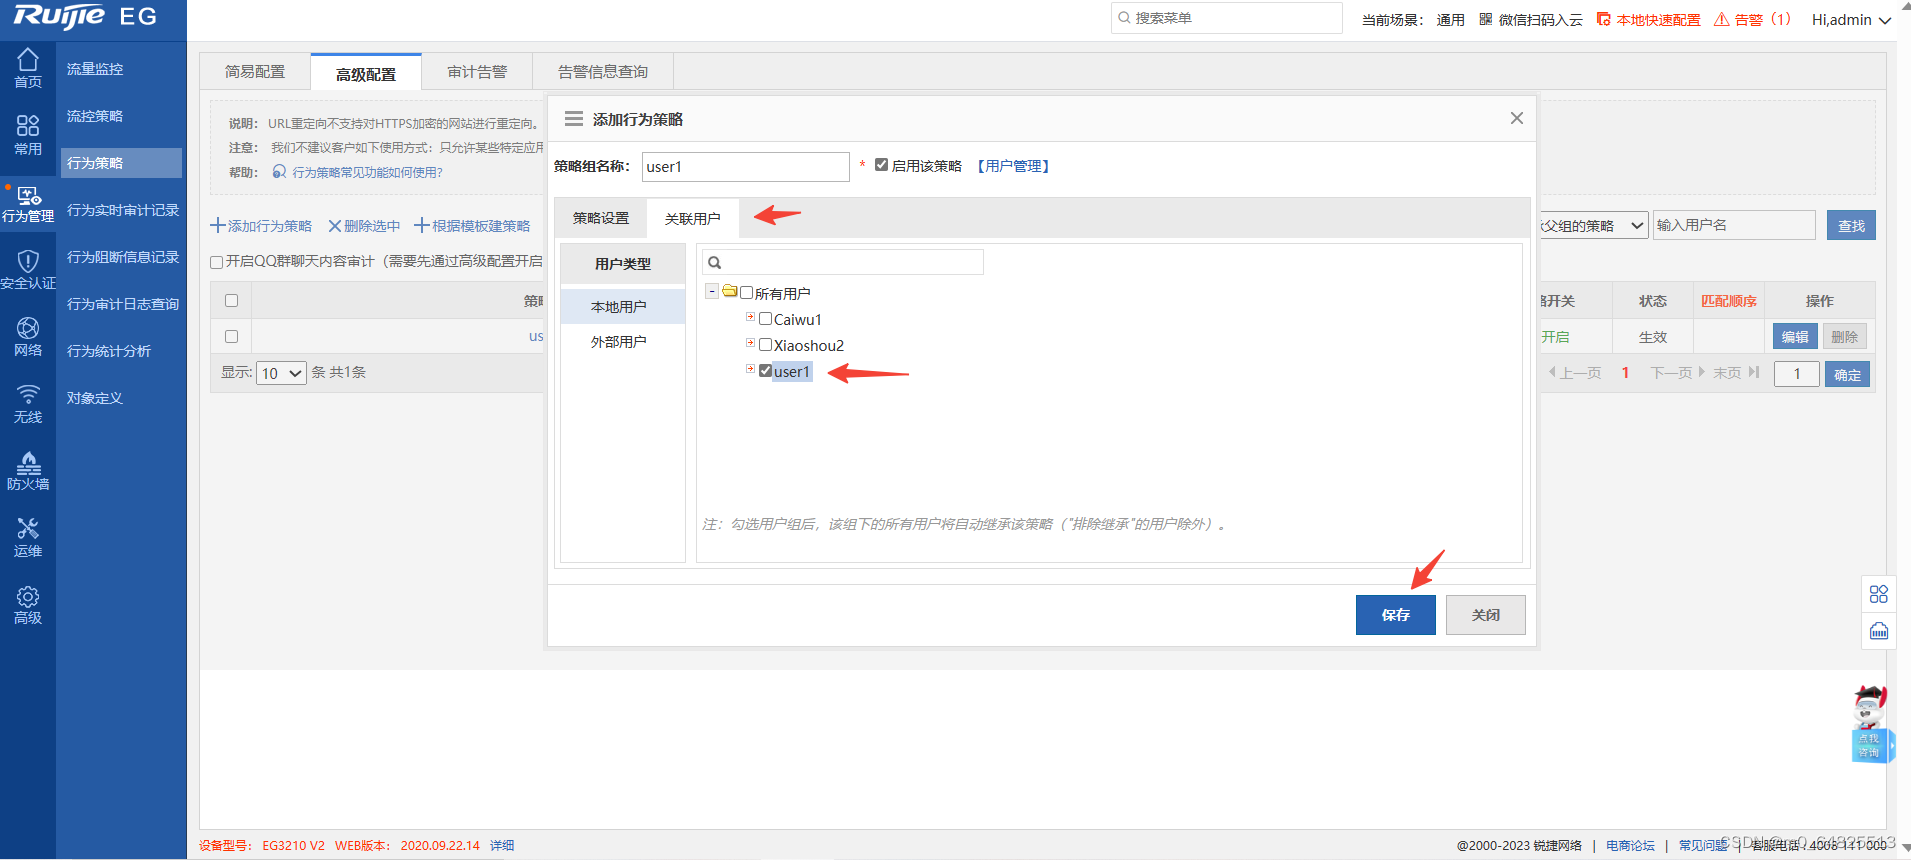 Ruijie EG
搜索菜单
当前场景： 通用 微信扫码入云 本地快速配置 告警（1） Hi,admin
首页
常用
行为管理
安全认证
网络
无线
防火墙
运维
高级
流量监控
流控策略
行为策略
行为实时审计记录
行为阻断信息记录
行为审计日志查询
行为统计分析
对象定义
简易配置 高级配置 审计告警 告警信息查询
说明： URL重定向不支持对HTTPS加密的网站进行重定向。
注意： 我们不建议客户如下使用方式：只允许某些特定应用
帮助： 行为策略常见功能如何使用?
添加行为策略 删除选中 根据模板建策略
父组的策略 输入用户名 查找
开启QQ群聊天内容审计（需要先通过高级配置开启
策略
us
显示: 10 条 共1条
开关 状态 匹配顺序 操作
开启 生效 编辑 删除
上一页 1 下一页 末页 1 确定
添加行为策略
策略组名称： user1 * 启用该策略 【用户管理】
策略设置 关联用户
用户类型
本地用户
外部用户
所有用户
Caiwu1
Xiaoshou2
user1
注：勾选用户组后，该组下的所有用户将自动继承该策略（"排除继承"的用户除外）。
保存 关闭
点我
咨询
设备型号： EG3210 V2 WEB版本： 2020.09.22.14 详细
@2000-2023 锐捷网络 | 电商论坛 | 常见问题 | 客服电话：4008 111 000